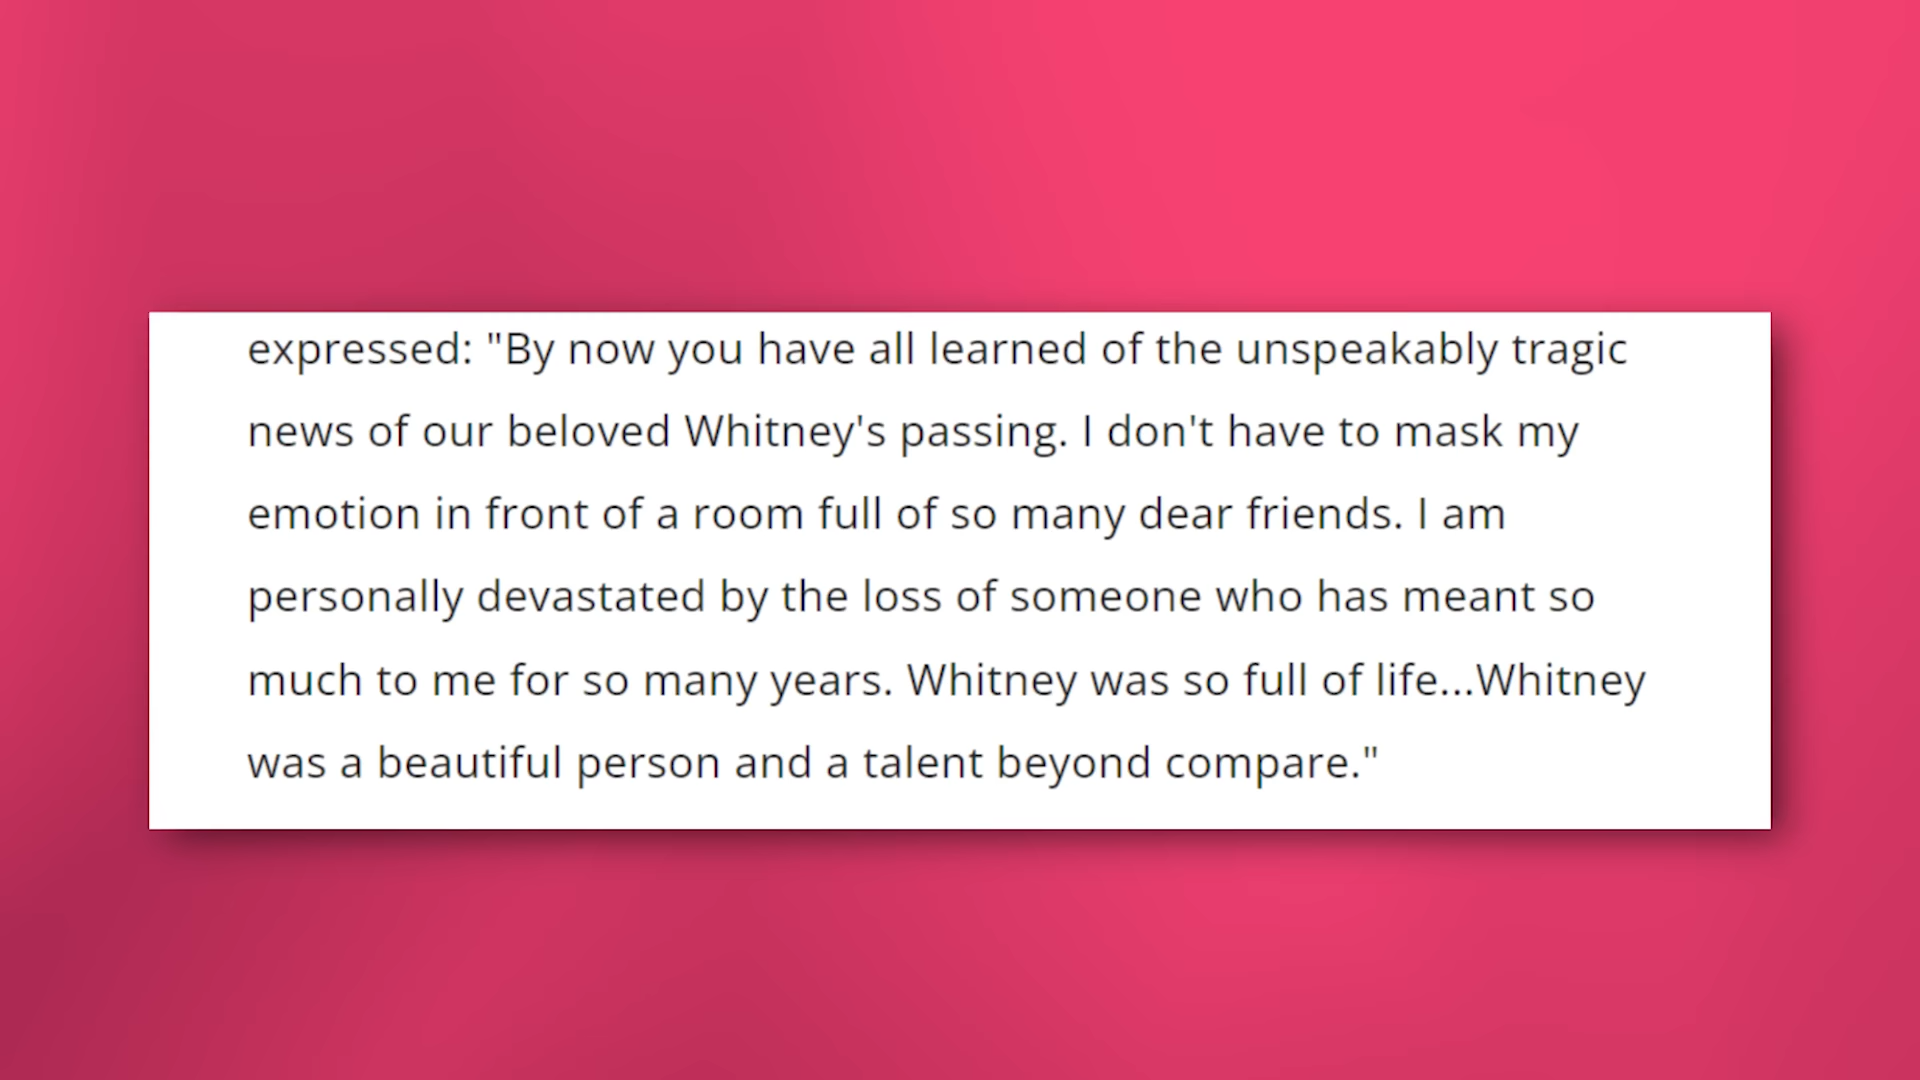 expressed: "By now you have all learned of the unspeakably tragic
news of our beloved Whitney's passing. I don't have to mask my
emotion in front of a room full of so many dear friends. I am
personally devastated by the loss of someone who has meant so
much to me for so many years. Whitney was so full of life...Whitney
was a beautiful person and a talent beyond compare."